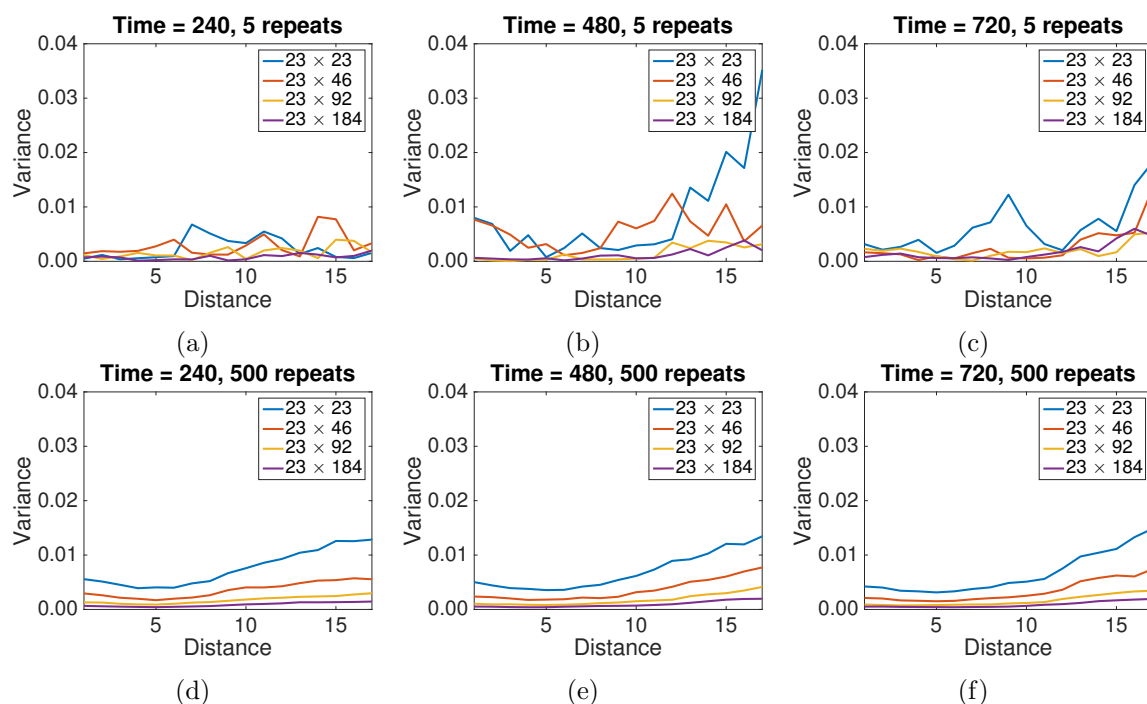 Time = 240, 5 repeats
0.04
0.03
0.02
0.01
0.00
Variance
5
10
15
Distance
23 × 23
23 × 46
23 × 92
23 × 184
(a)
Time = 480, 5 repeats
0.04
0.03
0.02
0.01
0.00
Variance
5
10
15
Distance
23 × 23
23 × 46
23 × 92
23 × 184
(b)
Time = 720, 5 repeats
0.04
0.03
0.02
0.01
0.00
Variance
5
10
15
Distance
23 × 23
23 × 46
23 × 92
23 × 184
(c)
Time = 240, 500 repeats
0.04
0.03
0.02
0.01
0.00
Variance
5
10
15
Distance
23 × 23
23 × 46
23 × 92
23 × 184
(d)
Time = 480, 500 repeats
0.04
0.03
0.02
0.01
0.00
Variance
5
10
15
Distance
23 × 23
23 × 46
23 × 92
23 × 184
(e)
Time = 720, 500 repeats
0.04
0.03
0.02
0.01
0.00
Variance
5
10
15
Distance
23 × 23
23 × 46
23 × 92
23 × 184
(f)